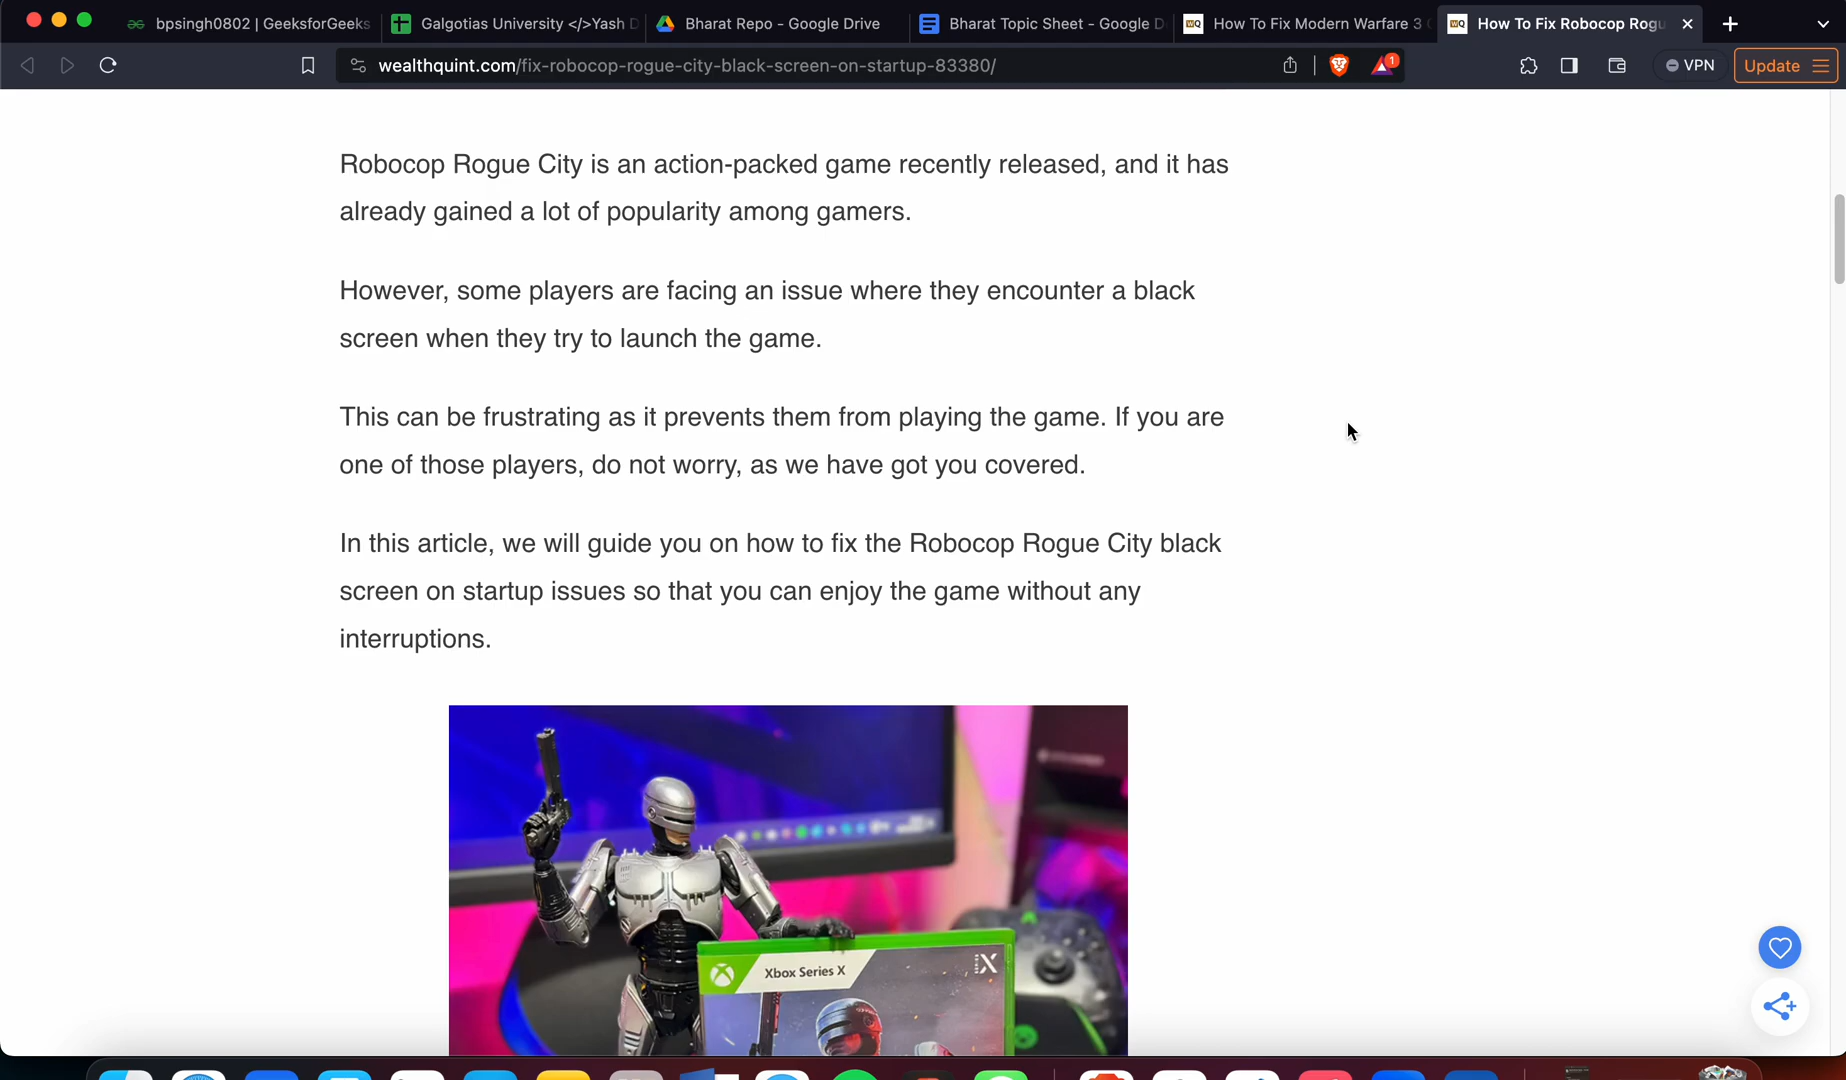 bpsingh0802 | GeeksforGeeks
Galgotias University </>Yash D
Bharat Repo - Google Drive
Bharat Topic Sheet - Google D
How To Fix Modern Warfare 3
How To Fix Robocop Rogu
wealthquint.com/fix-robocop-rogue-city-black-screen-on-startup-83380/
1
VPN
Update
Robocop Rogue City is an action-packed game recently released, and it has
already gained a lot of popularity among gamers.
However, some players are facing an issue where they encounter a black
screen when they try to launch the game.
This can be frustrating as it prevents them from playing the game. If you are
one of those players, do not worry, as we have got you covered.
In this article, we will guide you on how to fix the Robocop Rogue City black
screen on startup issues so that you can enjoy the game without any
interruptions.
Xbox Series X
X